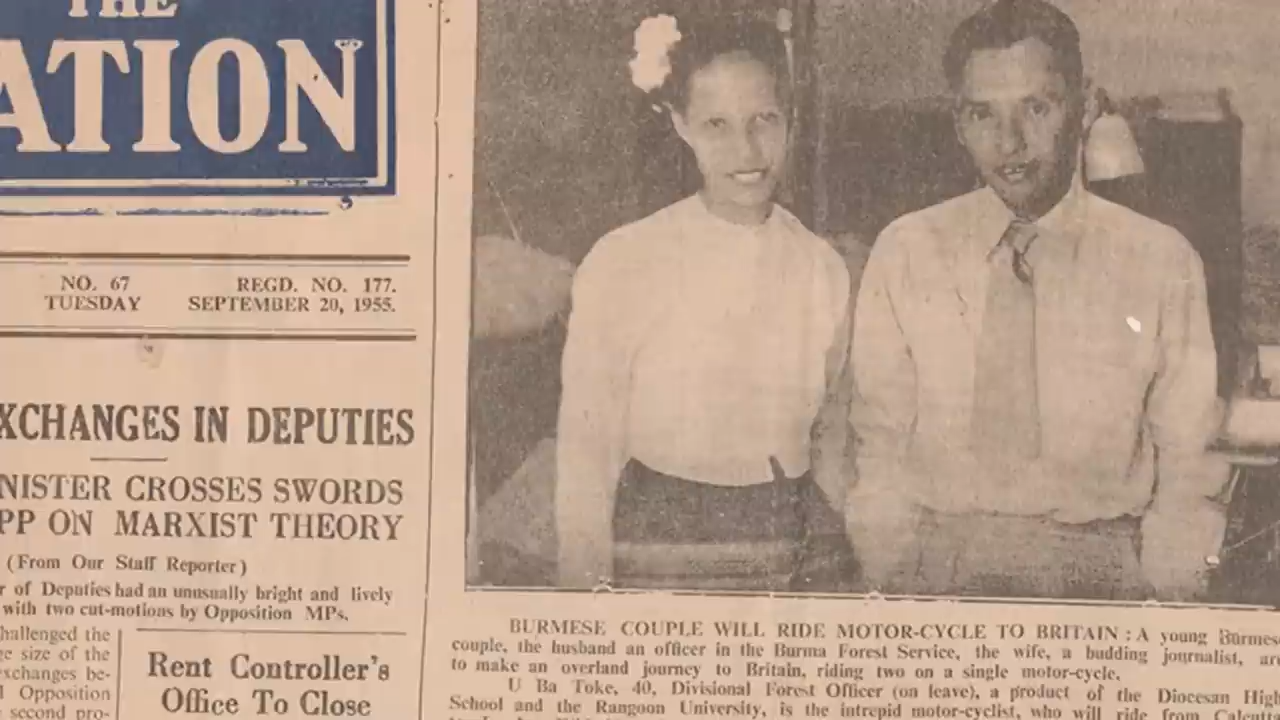 THE
ATION
NO. 67 REGD. NO. 177.
TUESDAY SEPTEMBER 20, 1955.
XCHANGES IN DEPUTIES
NISTER CROSSES SWORDS
PP ON MARXIST THEORY
(From Our Staff Reporter)
r of Deputies had an unusually bright and lively
with two cut-motions by Opposition MPs.
hallenged the
ge size of the
xchanges be-
l Opposition
second pro-
Rent Controller's
Office To Close
BURMESE COUPLE WILL RIDE MOTOR-CYCLE TO BRITAIN : A young Burmes
couple, the husband an officer in the Burma Forest Service, the wife, a budding journalist, ar
to make an overland journey to Britain, riding two on a single motor-cycle.
U Ba Toke, 40, Divisional Forest Officer (on leave), a product of the Diocesan High
School and the Rangoon University, is the intrepid motor-cyclist, who will ride from Calcutt